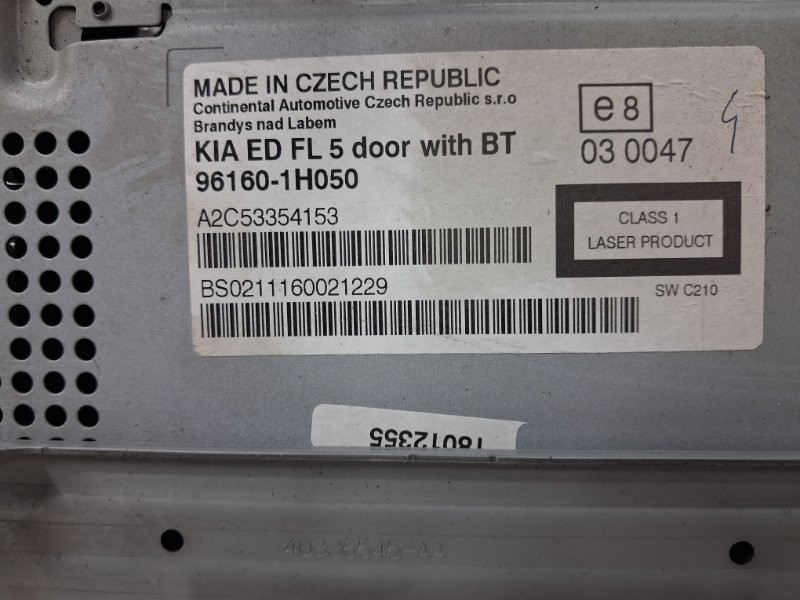 MADE IN CZECH REPUBLIC
Continental Automotive Czech Republic s.r.o
Brandys nad Labem
KIA ED FL 5 door with BT
96160-1H050
e8
03 0047
A2C53354153
CLASS 1
LASER PRODUCT
BS0211160021229
SW C210
18012355